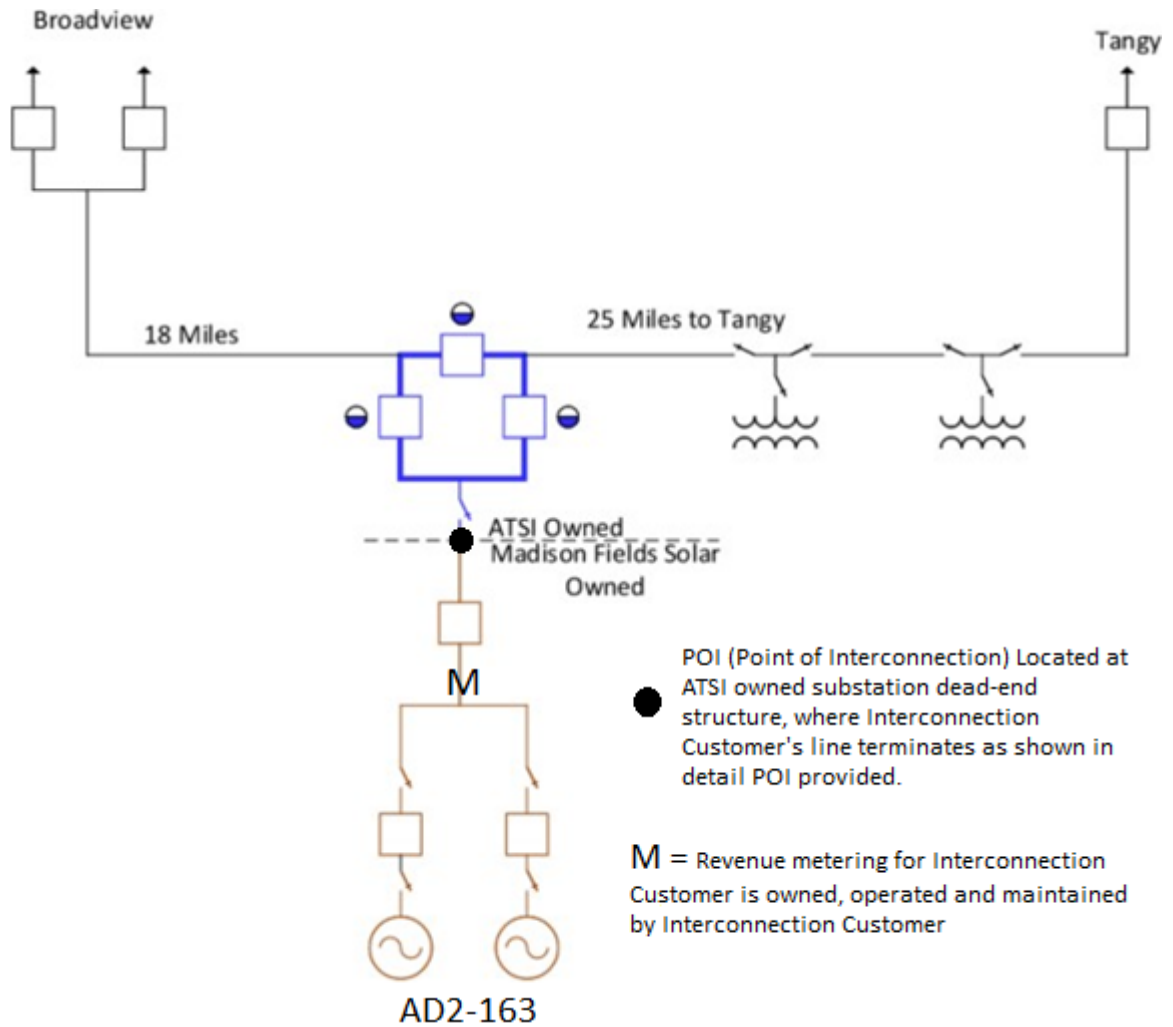 Broadview
Tangy
18 Miles
25 Miles to Tangy
ATSI Owned
Madison Fields Solar
Owned
M
POI (Point of Interconnection) Located at
ATSI owned substation dead-end
structure, where Interconnection
Customer's line terminates as shown in
detail POI provided.
M = Revenue metering for Interconnection
Customer is owned, operated and maintained
by Interconnection Customer
AD2-163